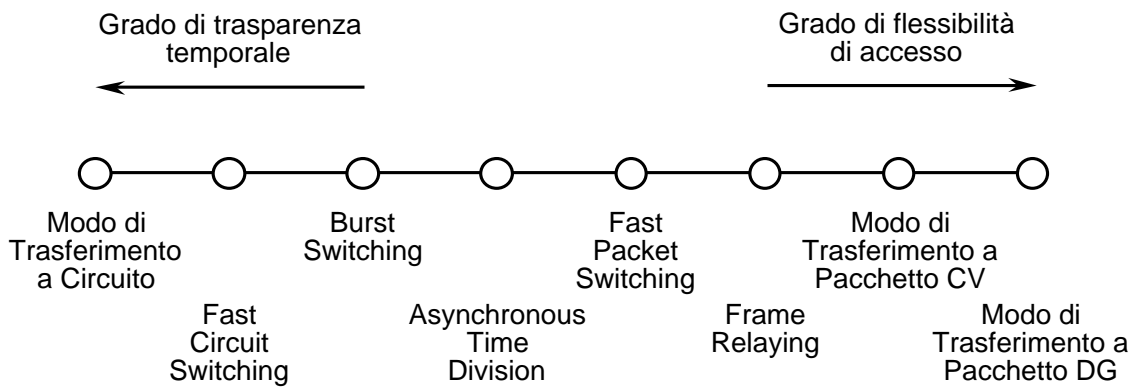 Grado di trasparenza
temporale
Grado di flessibilità
di accesso
Modo di
Trasferimento
a Circuito
Fast
Circuit
Switching
Burst
Switching
Asynchronous
Time
Division
Fast
Packet
Switching
Frame
Relaying
Modo di
Trasferimento a
Pacchetto CV
Modo di
Trasferimento a
Pacchetto DG